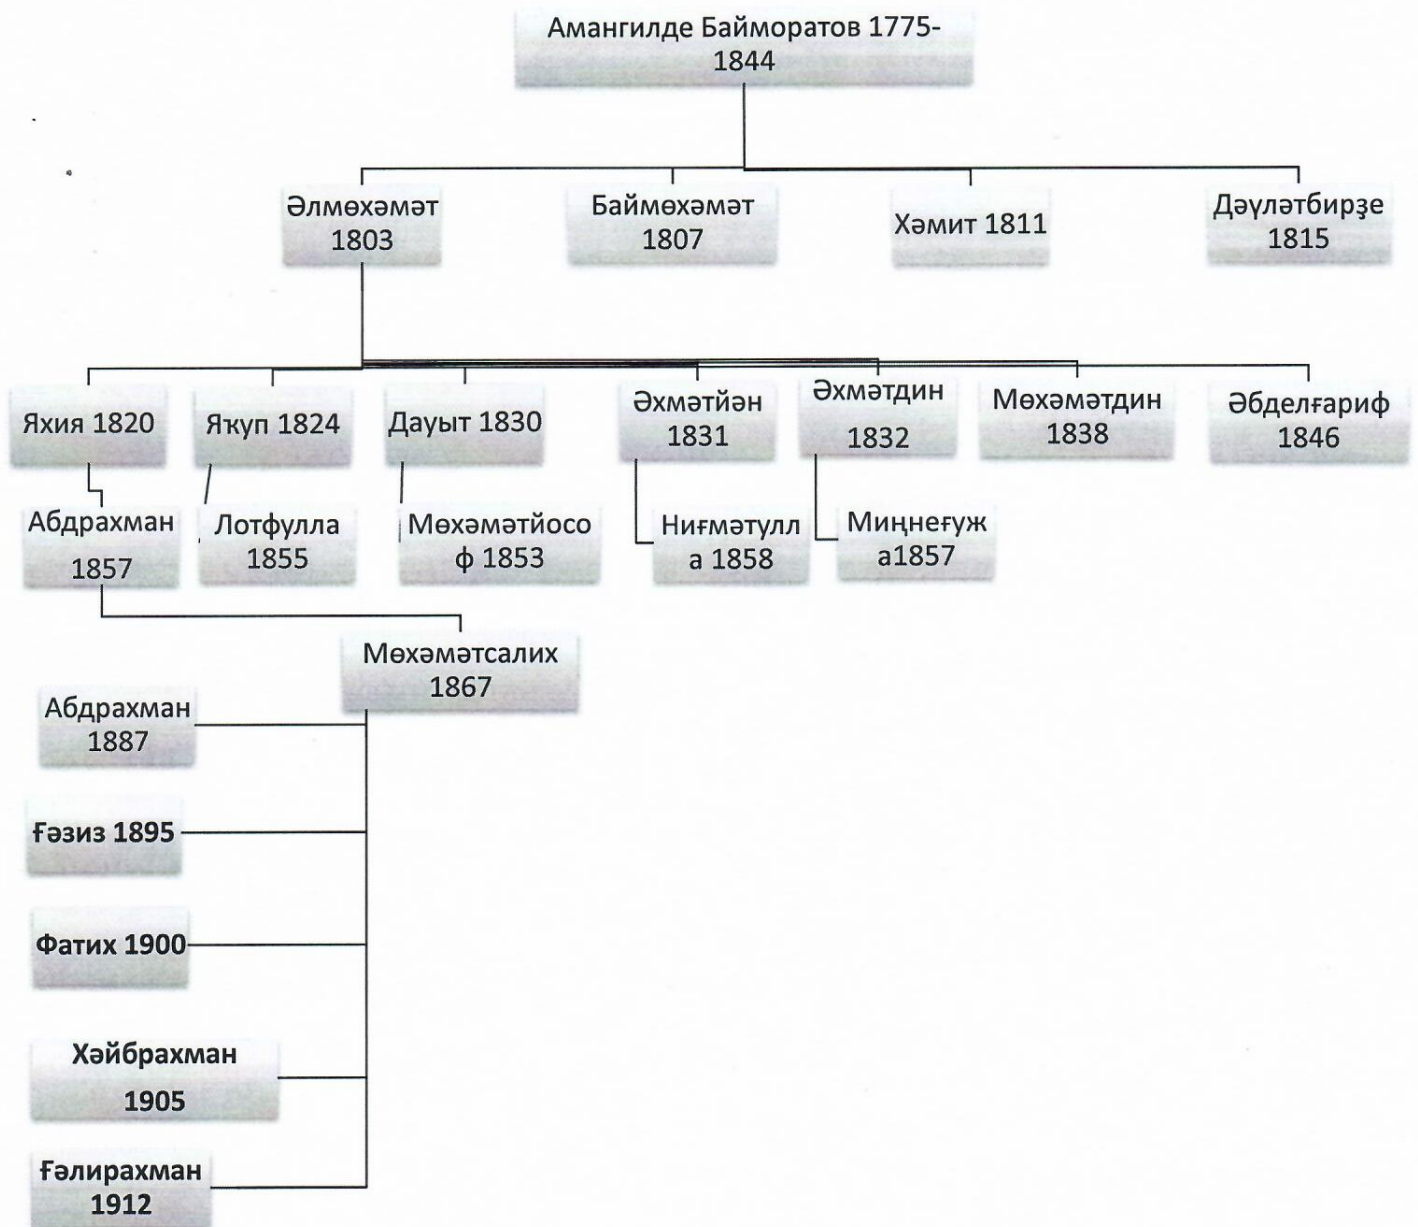 Амангилде Байморатов 1775-
1844
Әлмөхәмәт
1803
Баймөхәмәт
1807
Хәмит 1811
Дәүләтбирҙе
1815
Яхия 1820
Яҡуп 1824
Дауыт 1830
Әхмәтйән
1831
Әхмәтдин
1832
Мөхәмәтдин
1838
Әбделғариф
1846
Абдрахман
1857
Лотфулла
1855
Мөхәмәтйосо
ф 1853
Ниғмәтулл
а 1858
Миңнеғуж
а1857
Мөхәмәтсалих
1867
Абдрахман
1887
Ғәзиз 1895
Фатих 1900
Хәйбрахман
1905
Ғәлирахман
1912